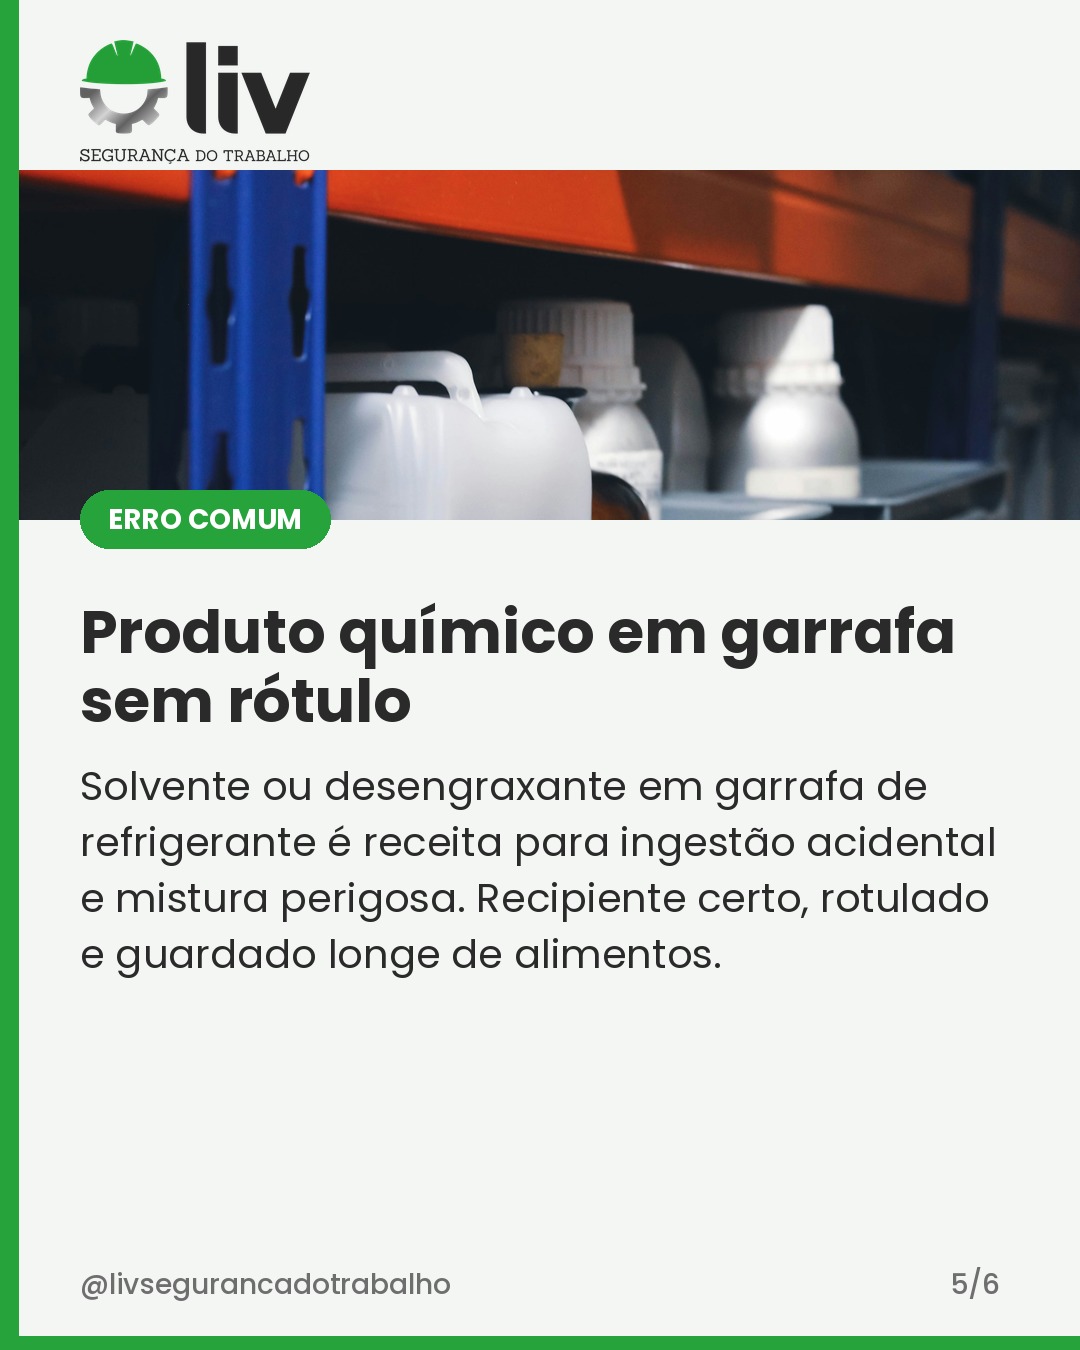 liv
SEGURANÇA DO TRABALHO
ERRO COMUM
Produto químico em garrafa
sem rótulo
Solvente ou desengraxante em garrafa de
refrigerante é receita para ingestão acidental
e mistura perigosa. Recipiente certo, rotulado
e guardado longe de alimentos.
@livsegurancadotrabalho
5/6